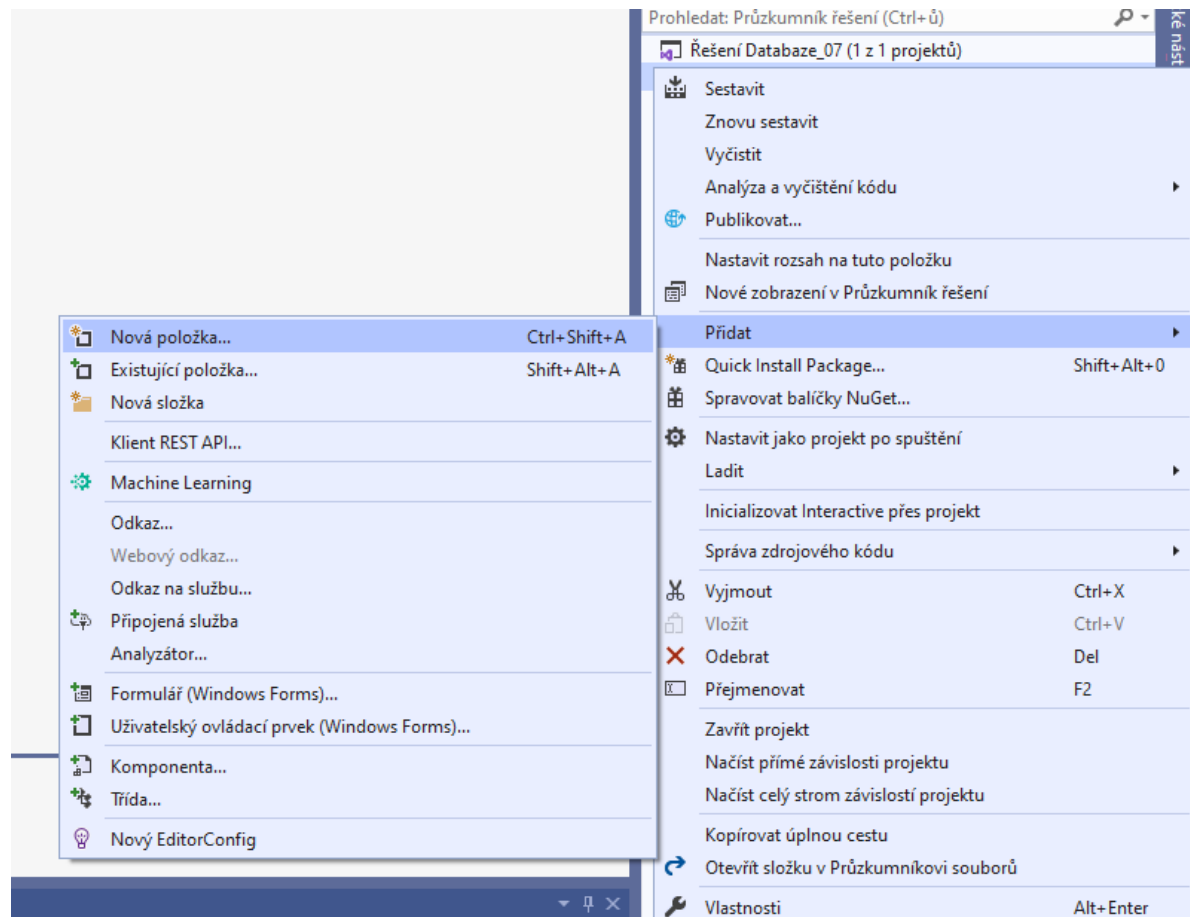 Prohledat: Průzkumník řešení (Ctrl+ů)
ké nást
Řešení Databaze_07 (1 z 1 projektů)
Sestavit
Znovu sestavit
Vyčistit
Analýza a vyčištění kódu
Publikovat...
Nastavit rozsah na tuto položku
Nové zobrazení v Průzkumník řešení
Přidat
Quick Install Package... Shift+Alt+0
Spravovat balíčky NuGet...
Nastavit jako projekt po spuštění
Ladit
Inicializovat Interactive přes projekt
Správa zdrojového kódu
Vyjmout Ctrl+X
Vložit Ctrl+V
Odebrat Del
Přejmenovat F2
Zavřít projekt
Načíst přímé závislosti projektu
Načíst celý strom závislostí projektu
Kopírovat úplnou cestu
Otevřít složku v Průzkumníkovi souborů
Vlastnosti Alt+Enter
Nová položka... Ctrl+Shift+A
Existující položka... Shift+Alt+A
Nová složka
Klient REST API...
Machine Learning
Odkaz...
Webový odkaz...
Odkaz na službu...
Připojená služba
Analyzátor...
Formulář (Windows Forms)...
Uživatelský ovládací prvek (Windows Forms)...
Komponenta...
Třída...
Nový EditorConfig